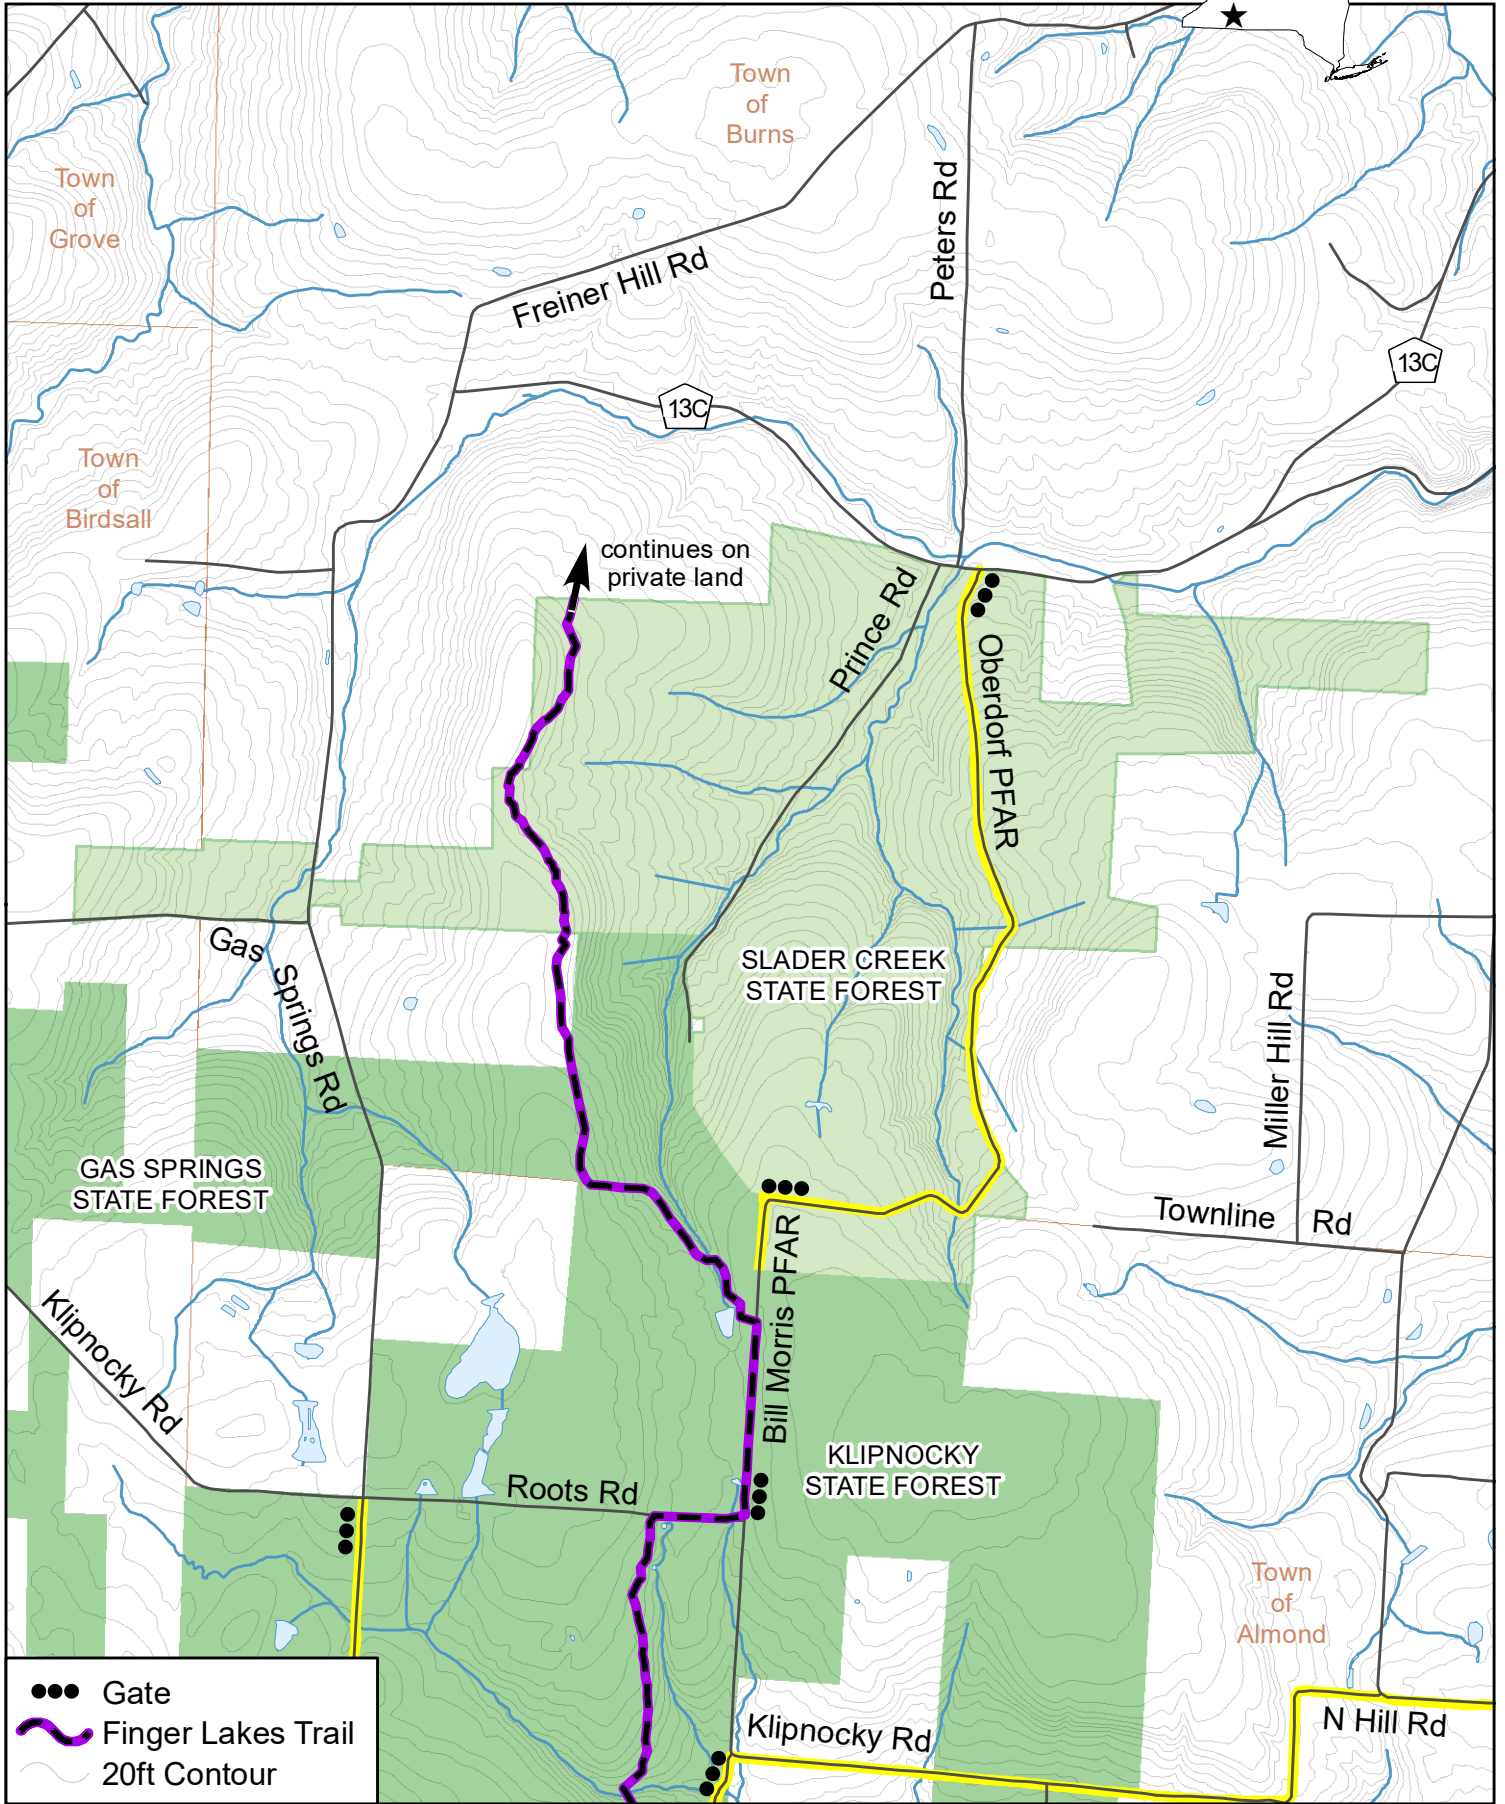 Town
of
Burns
Town
of
Grove
Peters Rd
Freiner Hill Rd
13C
13C
Town
of
Birdsall
continues on
private land
Prince Rd
Oberdorf PFAR
Gas Springs Rd
SLADER CREEK
STATE FOREST
Miller Hill Rd
GAS SPRINGS
STATE FOREST
Townline Rd
Bill Morris PFAR
Klipnocky Rd
KLIPNOCKY
STATE FOREST
Roots Rd
Town
of
Almond
Gate
Finger Lakes Trail
20ft Contour
Klipnocky Rd
N Hill Rd